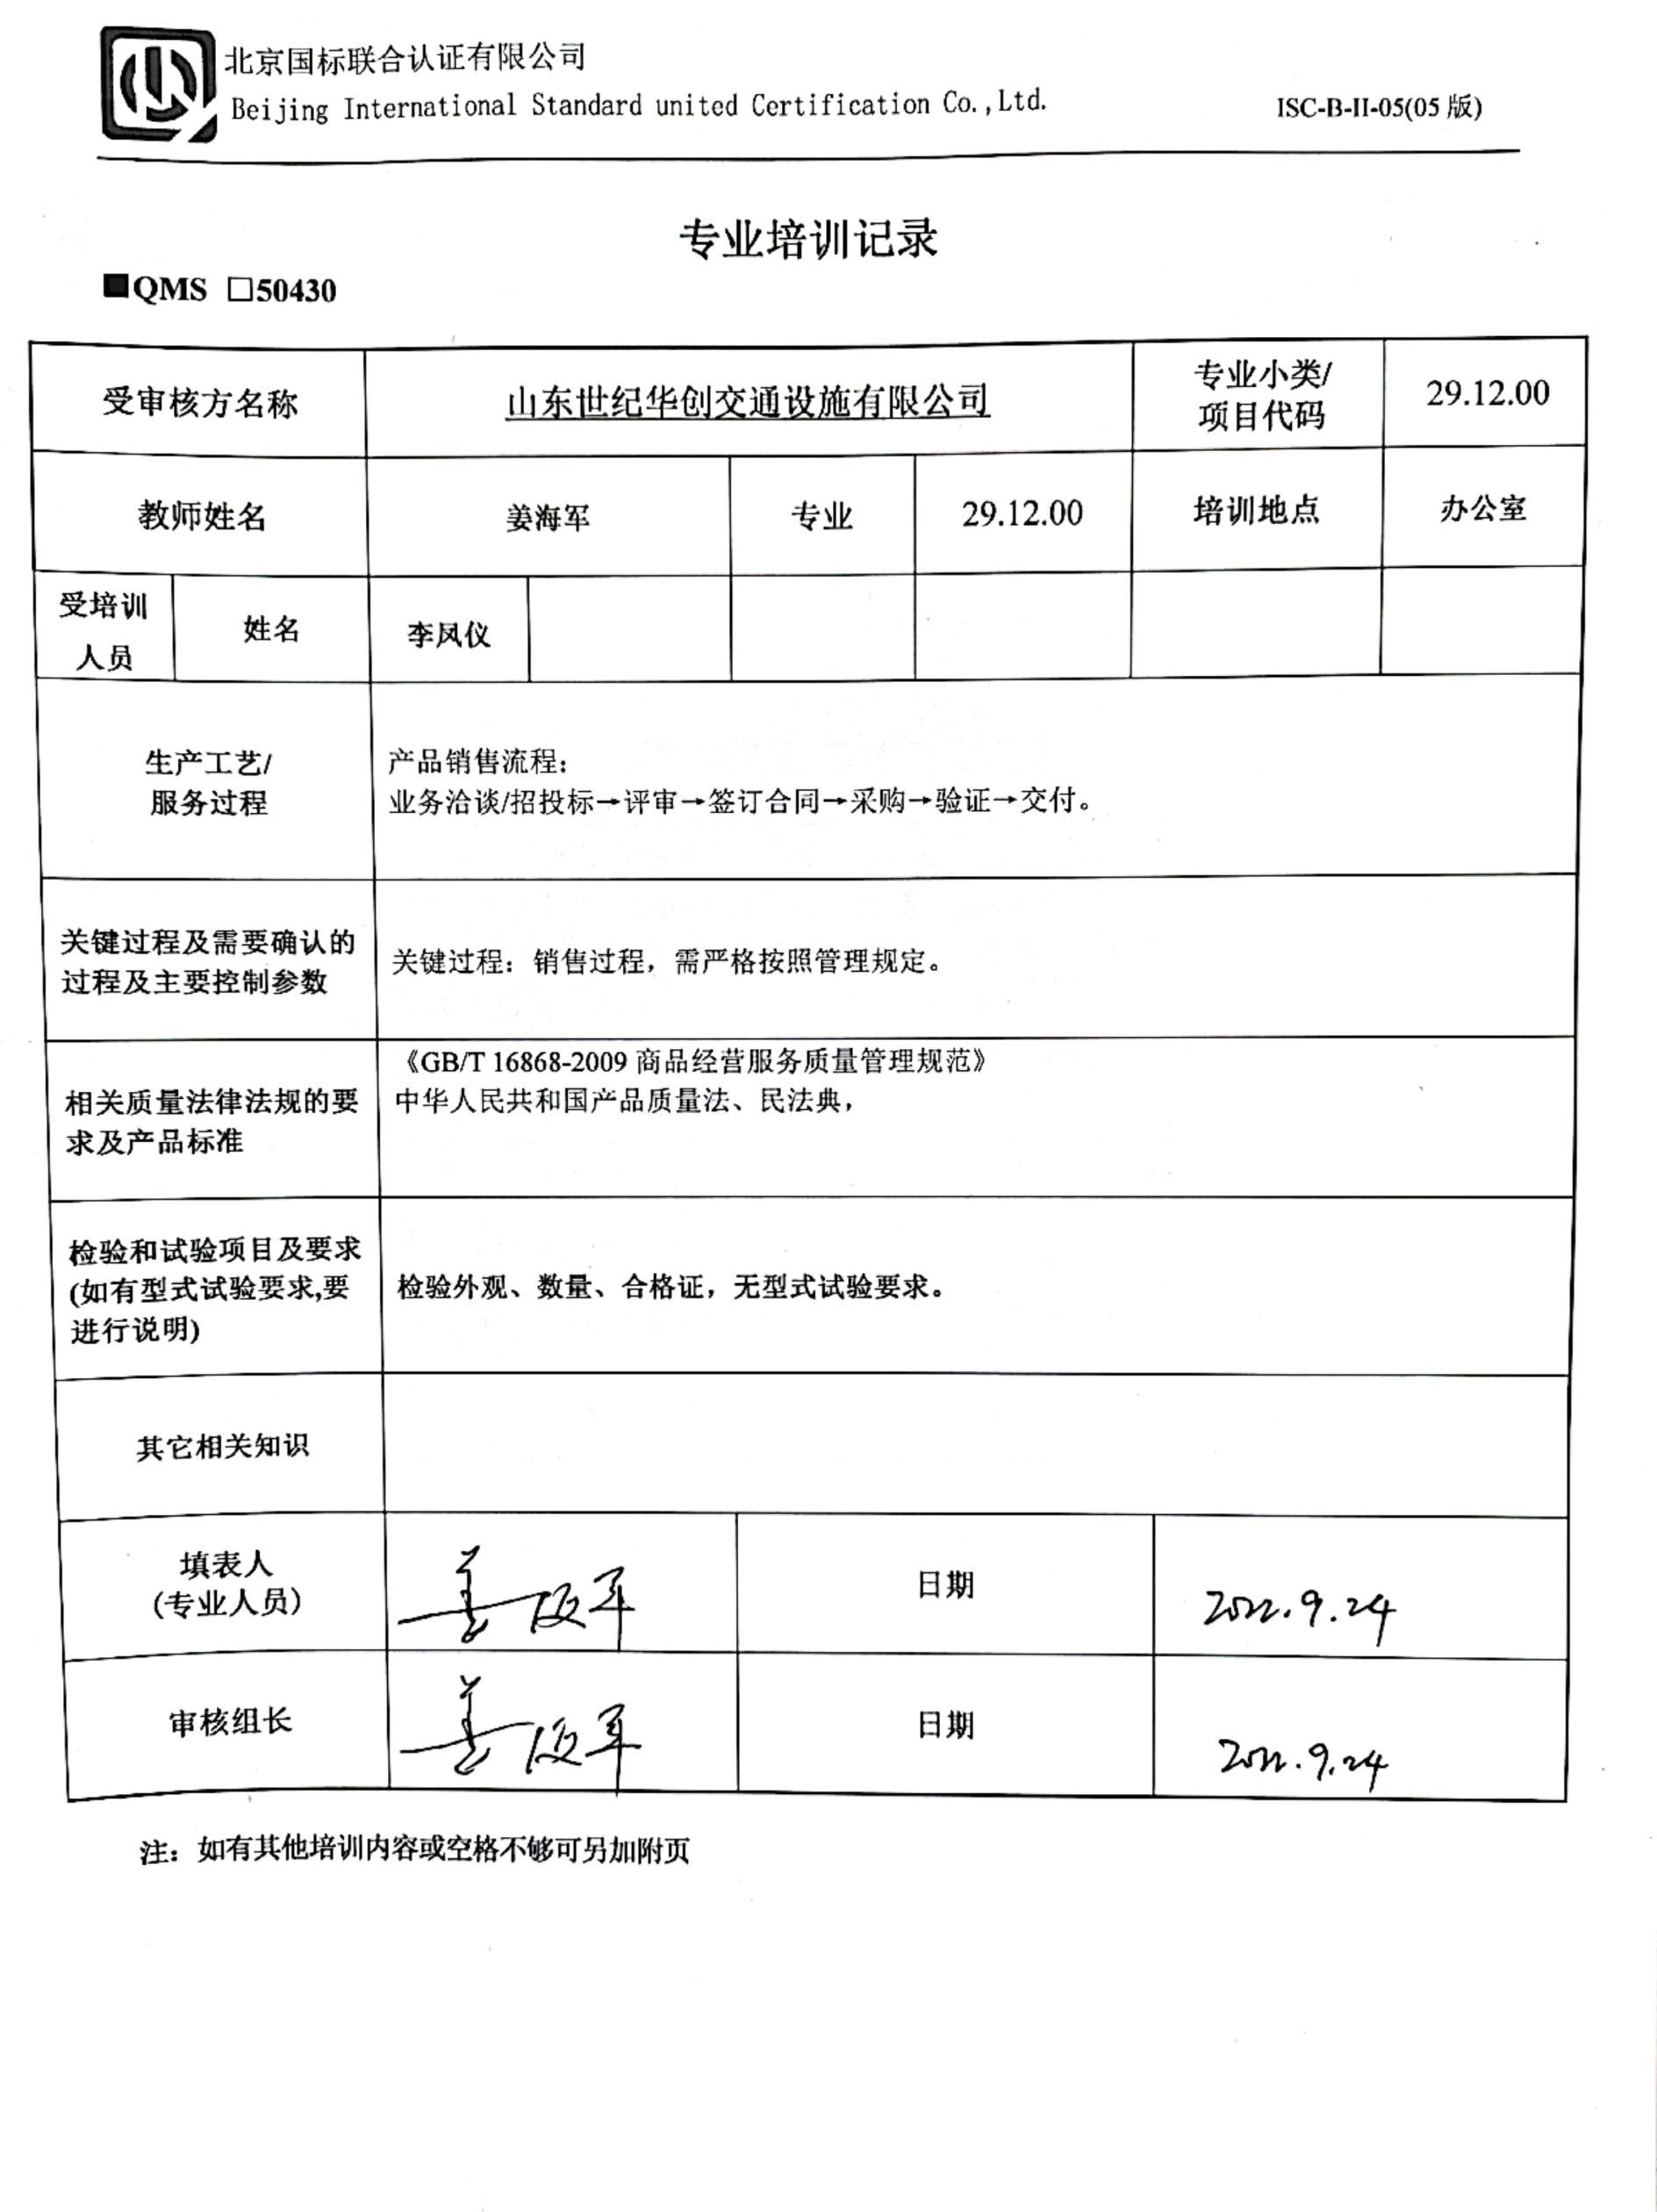 北京国标联合认证有限公司
Beijing International Standard united Certification Co.,Ltd.
ISC-B-II-05(05 版)
专业培训记录
■QMS □50430
受审核方名称
山东世纪华创交通设施有限公司
专业小类/
项目代码
29.12.00
教师姓名
姜海军
专业
29.12.00
培训地点
办公室
受培训
人员
姓名
李凤仪
生产工艺/
服务过程
产品销售流程：
业务洽谈/招投标→评审→签订合同→采购→验证→交付。
关键过程及需要确认的
过程及主要控制参数
关键过程：销售过程，需严格按照管理规定。
相关质量法律法规的要
求及产品标准
《GB/T 16868-2009 商品经营服务质量管理规范》
中华人民共和国产品质量法、民法典，
检验和试验项目及要求
(如有型式试验要求,要
进行说明)
检验外观、数量、合格证，无型式试验要求。
其它相关知识
填表人
(专业人员)
姜海军
日期
2022.9.24
审核组长
姜海军
日期
2022.9.24
注：如有其他培训内容或空格不够可另加附页